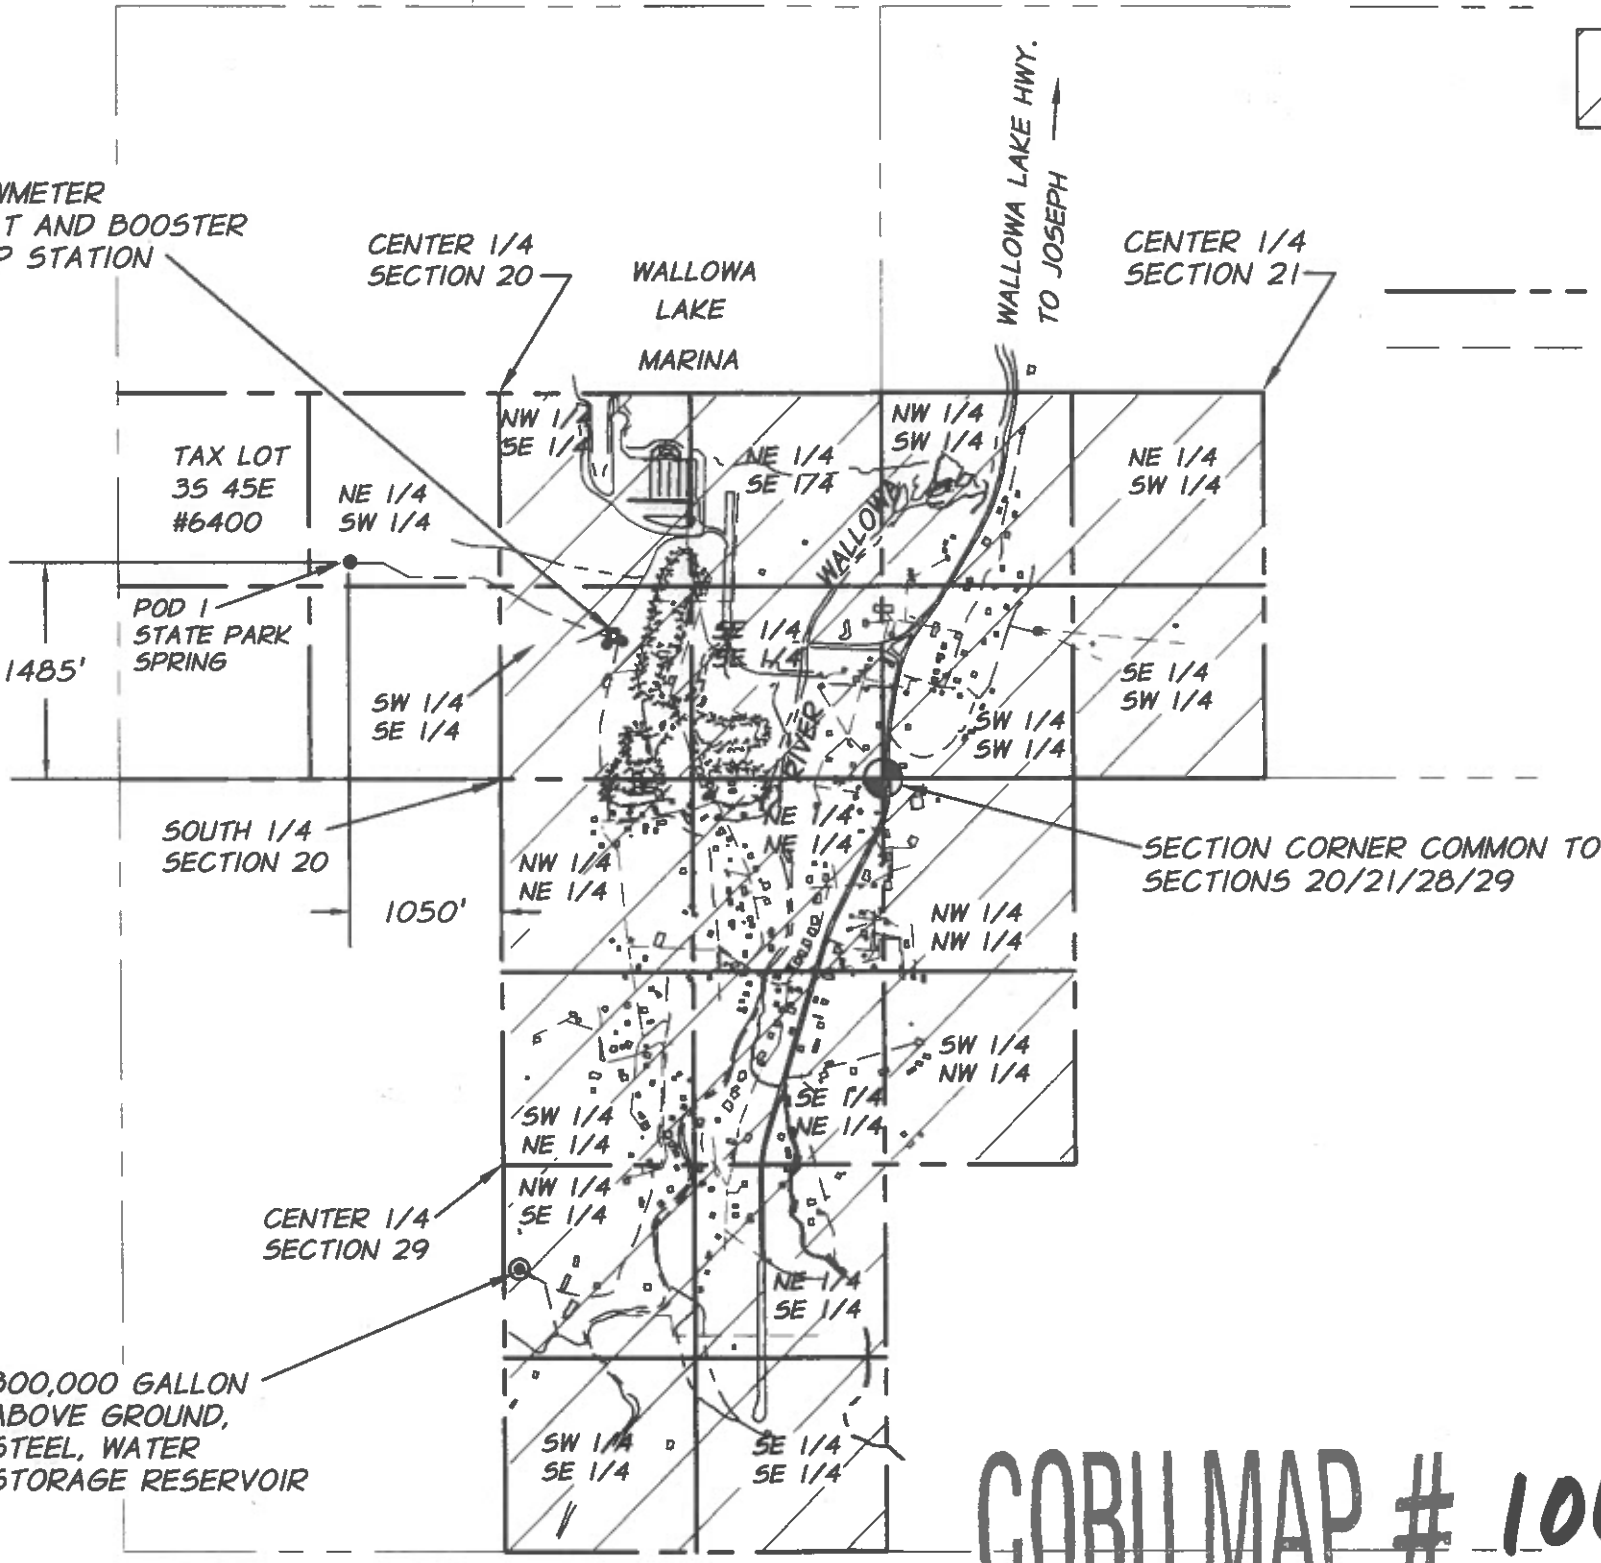 WALLOWA LAKE HWY.
TO JOSEPH
T AND BOOSTER
STATION
CENTER 1/4
SECTION 20
WALLOWA
LAKE
MARINA
CENTER 1/4
SECTION 21
TAX LOT
3S 45E
#6400
NE 1/4
SW 1/4
NW 1/4
SE 1/4
NE 1/4
SE 1/4
NW 1/4
SW 1/4
NE 1/4
SW 1/4
WALLOWA
RIVER
POD 1
STATE PARK
SPRING
1485'
SW 1/4
SE 1/4
SE 1/4
SE 1/4
SW 1/4
SW 1/4
SE 1/4
SW 1/4
SOUTH 1/4
SECTION 20
1050'
NW 1/4
NE 1/4
NE 1/4
NE 1/4
SECTION CORNER COMMON TO
SECTIONS 20/21/28/29
NW 1/4
NW 1/4
SW 1/4
NE 1/4
SE 1/4
NE 1/4
SW 1/4
NW 1/4
CENTER 1/4
SECTION 29
NW 1/4
SE 1/4
NE 1/4
SE 1/4
300,000 GALLON
ABOVE GROUND,
STEEL, WATER
STORAGE RESERVOIR
SW 1/4
SE 1/4
SE 1/4
SE 1/4
MAP #